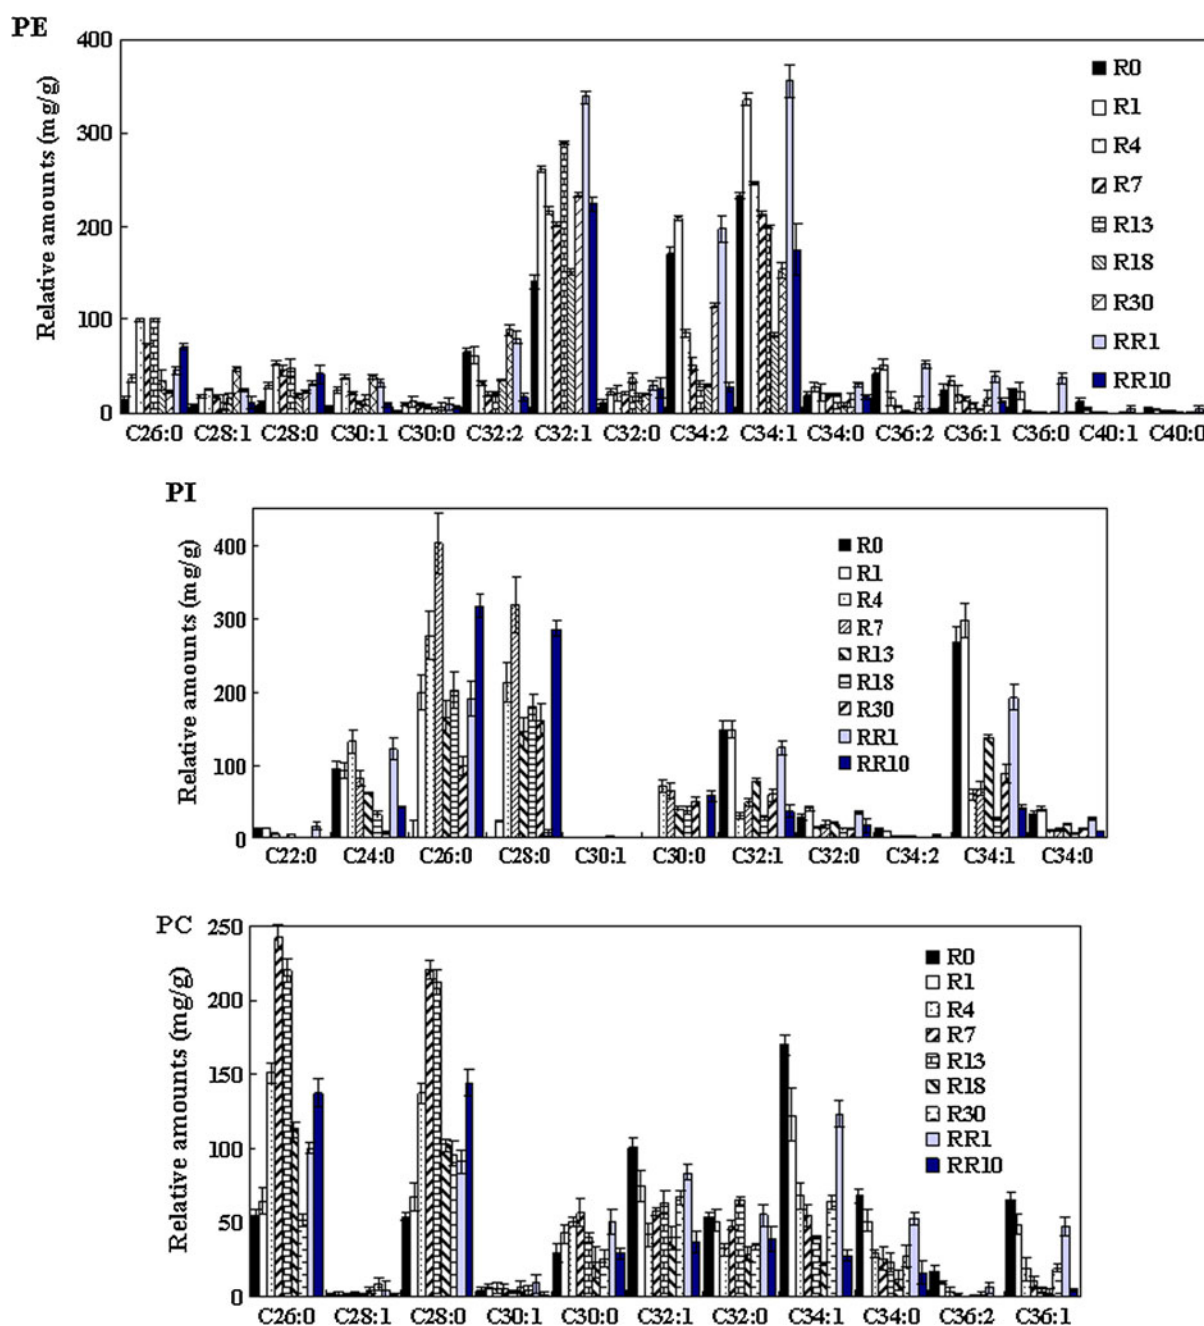 PE
Relative amounts (mg/g)
400
300
200
100
0
R0
R1
R4
R7
R13
R18
R30
RR1
RR10
C26:0 C28:1 C28:0 C30:1 C30:0 C32:2 C32:1 C32:0 C34:2 C34:1 C34:0 C36:2 C36:1 C36:0 C40:1 C40:0
PI
Relative amounts (mg/g)
400
300
200
100
0
R0
R1
R4
R7
R13
R18
R30
RR1
RR10
C22:0 C24:0 C26:0 C28:0 C30:1 C30:0 C32:1 C32:0 C34:2 C34:1 C34:0
PC
Relative amounts (mg/g)
250
200
150
100
50
0
R0
R1
R4
R7
R13
R18
R30
RR1
RR10
C26:0 C28:1 C28:0 C30:1 C30:0 C32:1 C32:0 C34:1 C34:0 C36:2 C36:1